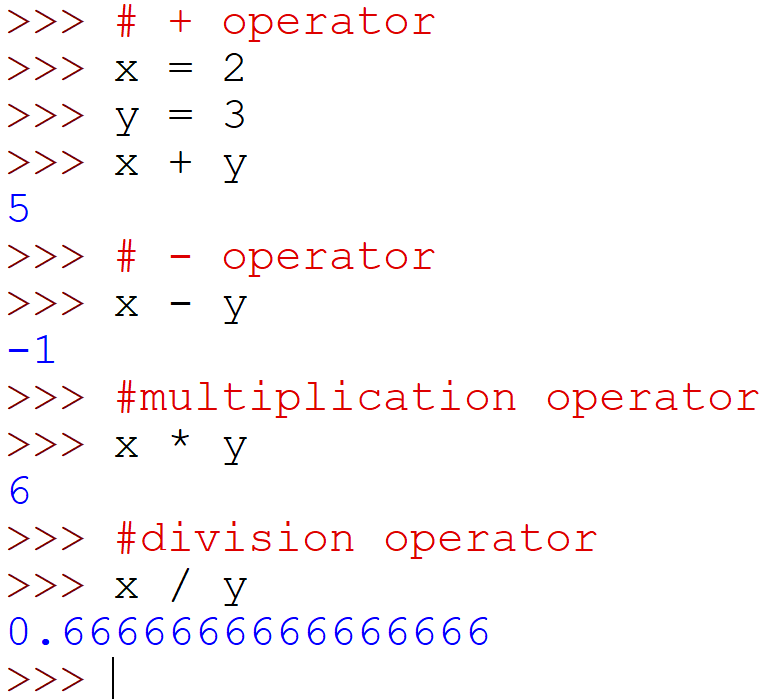 >>> # + operator
>>> x = 2
>>> y = 3
>>> x + y
5
>>> # - operator
>>> x - y
-1
>>> #multiplication operator
>>> x * y
6
>>> #division operator
>>> x / y
0.6666666666666666
>>>